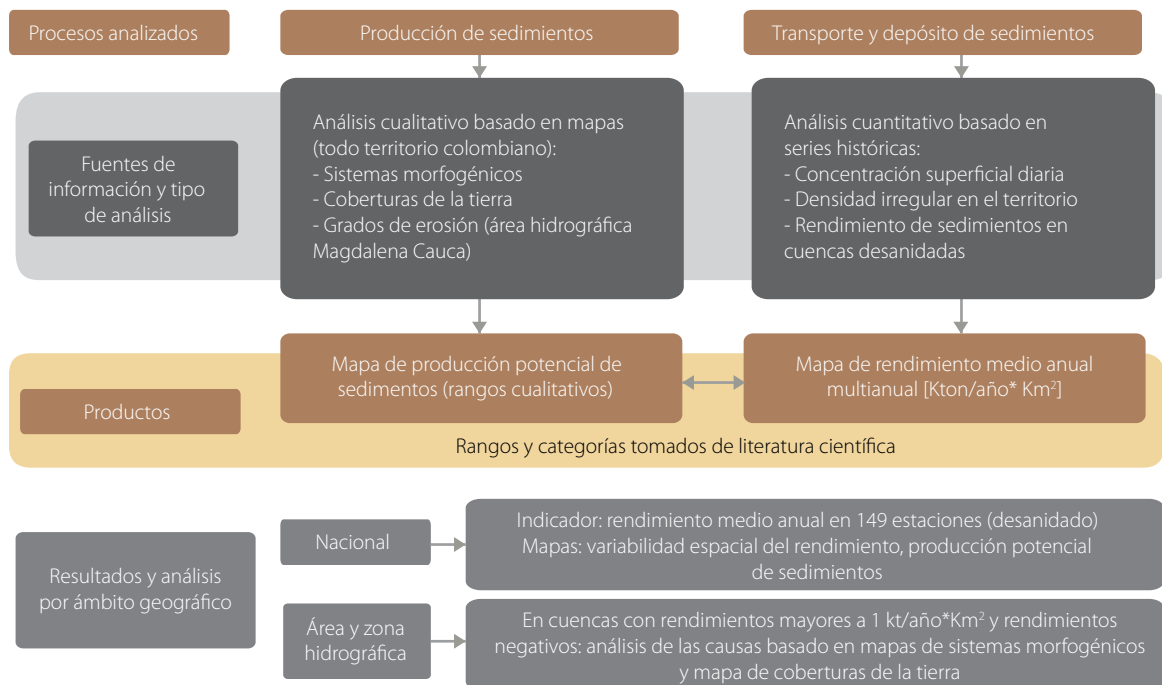 Procesos analizados
Producción de sedimientos
Transporte y depósito de sedimientos
Fuentes de
información y tipo
de análisis
Análisis cualitativo basado en mapas
(todo territorio colombiano):
- Sistemas morfogénicos
- Coberturas de la tierra
- Grados de erosión (área hidrográfica
Magdalena Cauca)
Análisis cuantitativo basado en
series históricas:
- Concentración superficial diaria
- Densidad irregular en el territorio
- Rendimiento de sedimentos en
cuencas desanidadas
Productos
Mapa de producción potencial de
sedimentos (rangos cualitativos)
Mapa de rendimiento medio anual
multianual [Kton/año* Km²]
Rangos y categorías tomados de literatura científica
Resultados y análisis
por ámbito geográfico
Nacional
Indicador: rendimiento medio anual en 149 estaciones (desanidado)
Mapas: variabilidad espacial del rendimiento, producción potencial
de sedimientos
Área y zona
hidrográfica
En cuencas con rendimientos mayores a 1 kt/año*Km² y rendimientos
negativos: análisis de las causas basado en mapas de sistemas morfogénicos
y mapa de coberturas de la tierra